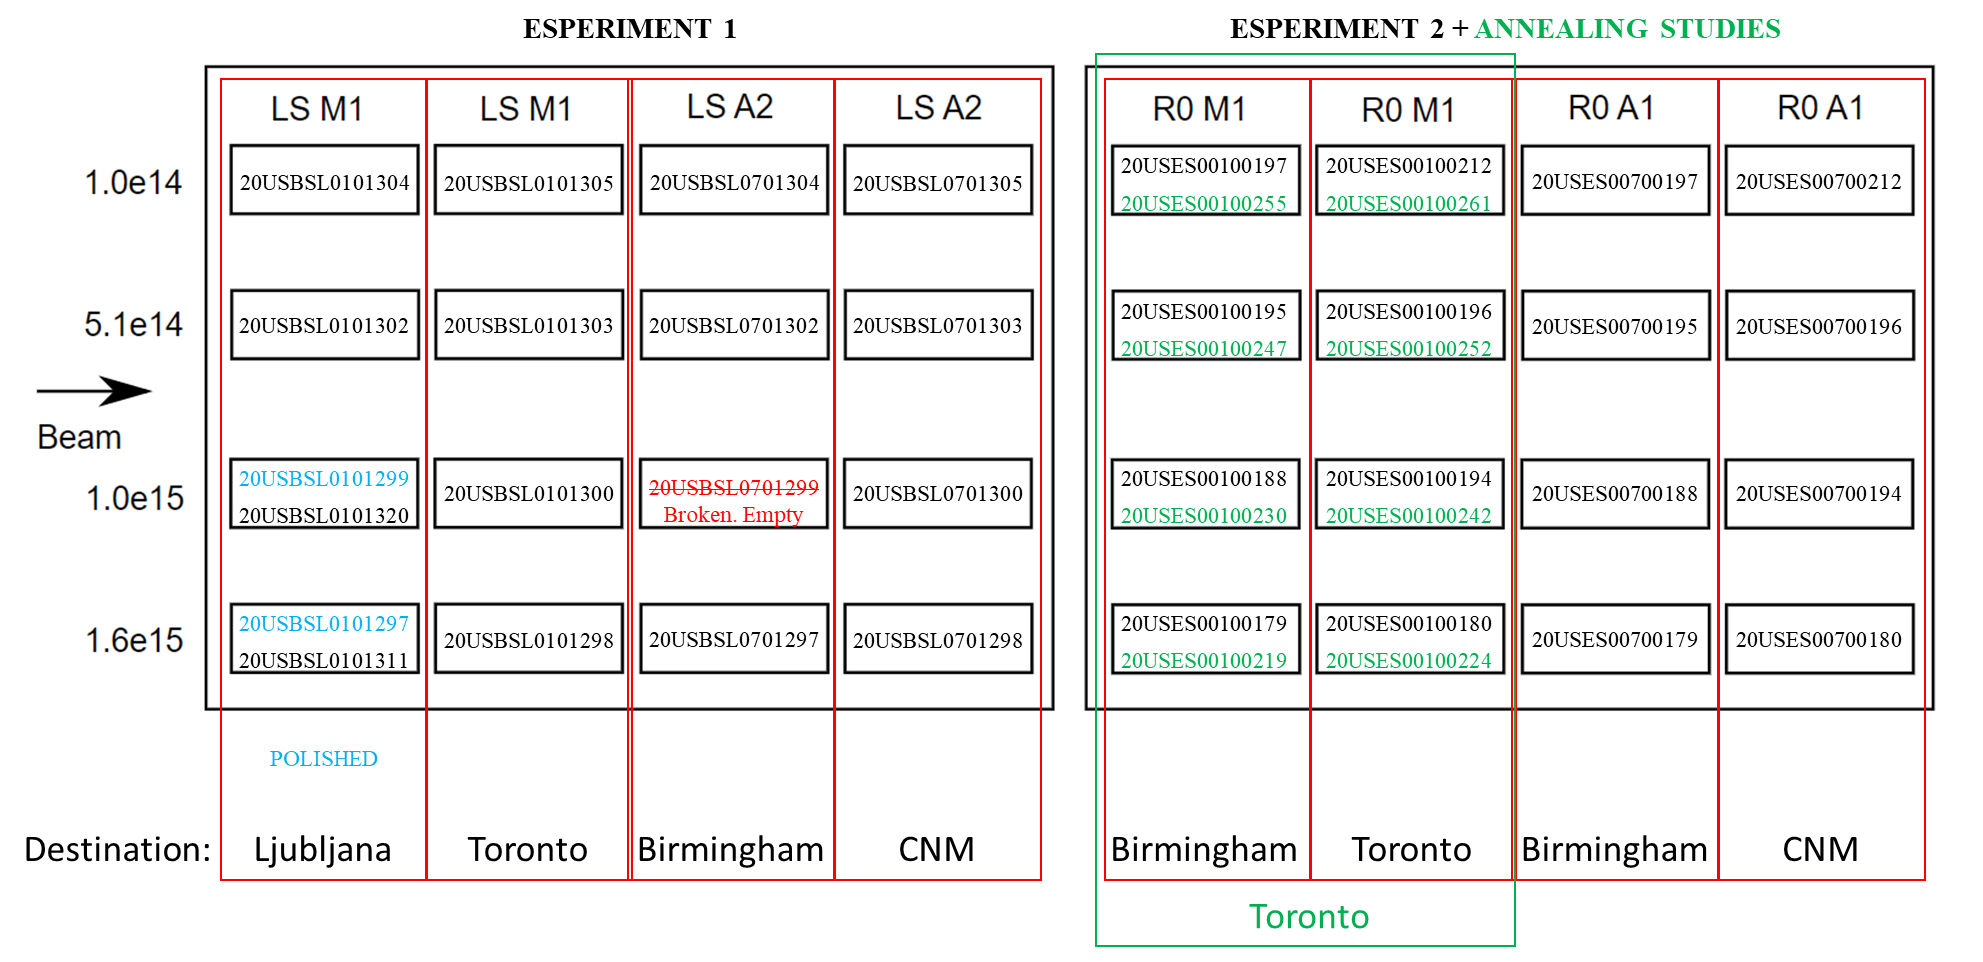 ESPERIMENT 1
ESPERIMENT 2 + ANNEALING STUDIES
LS M1 LS M1 LS A2 LS A2 R0 M1 R0 M1 R0 A1 R0 A1
1.0e14
20USBSL0101304 20USBSL0101305 20USBSL0701304 20USBSL0701305
20USES00100197 20USES00100212 20USES00700197 20USES00700212
20USES00100255 20USES00100261
5.1e14
20USBSL0101302 20USBSL0101303 20USBSL0701302 20USBSL0701303
20USES00100195 20USES00100196 20USES00700195 20USES00700196
20USES00100247 20USES00100252
Beam
1.0e15
20USBSL0101299 20USBSL0101300 20USBSL0701299 20USBSL0701300
20USBSL0101320 Broken. Empty
20USES00100188 20USES00100194 20USES00700188 20USES00700194
20USES00100230 20USES00100242
1.6e15
20USBSL0101297 20USBSL0101298 20USBSL0701297 20USBSL0701298
20USBSL0101311
20USES00100179 20USES00100180 20USES00700179 20USES00700180
20USES00100219 20USES00100224
POLISHED
Destination: Ljubljana Toronto Birmingham CNM Birmingham Toronto Birmingham CNM
Toronto